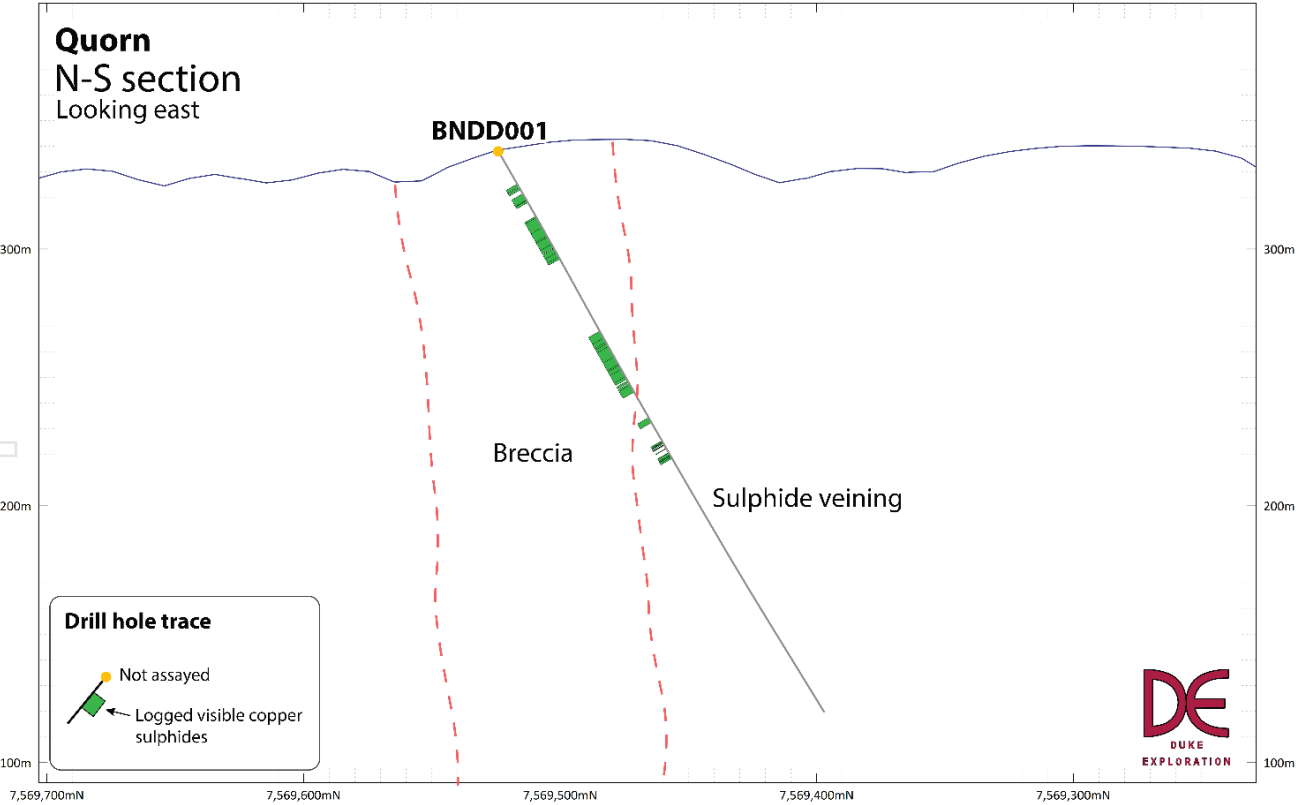 Quorn
N-S section
Looking east
BNDD001
300m
300m
Breccia
Sulphide veining
200m
200m
Drill hole trace
Not assayed
Logged visible copper
sulphides
DE
DUKE
EXPLORATION
100m
100m
7,569,700mN
7,569,600mN
7,569,500mN
7,569,400mN
7,569,300mN